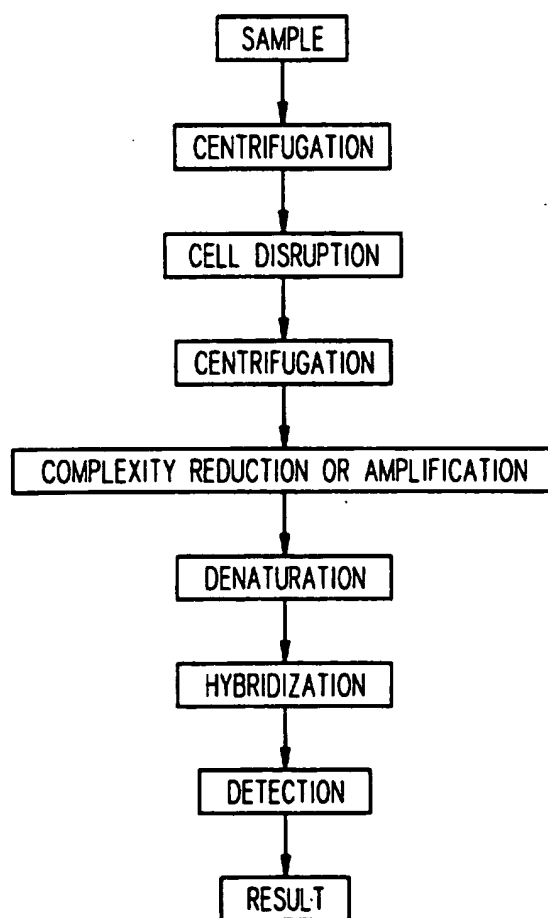 SAMPLE
CENTRIFUGATION
CELL DISRUPTION
CENTRIFUGATION
COMPLEXITY REDUCTION OR AMPLIFICATION
DENATURATION
HYBRIDIZATION
DETECTION
RESULT